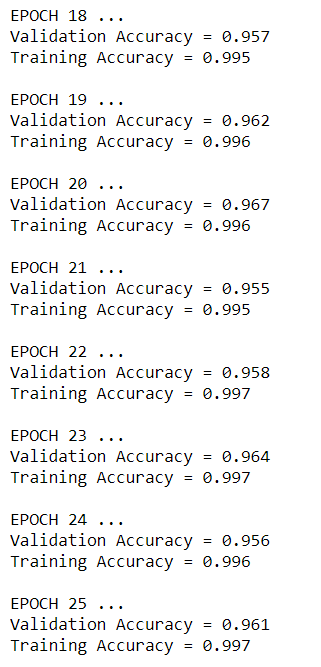 EPOCH 18 ...
Validation Accuracy = 0.957
Training Accuracy = 0.995
EPOCH 19 ...
Validation Accuracy = 0.962
Training Accuracy = 0.996
EPOCH 20 ...
Validation Accuracy = 0.967
Training Accuracy = 0.996
EPOCH 21 ...
Validation Accuracy = 0.955
Training Accuracy = 0.995
EPOCH 22 ...
Validation Accuracy = 0.958
Training Accuracy = 0.997
EPOCH 23 ...
Validation Accuracy = 0.964
Training Accuracy = 0.997
EPOCH 24 ...
Validation Accuracy = 0.956
Training Accuracy = 0.996
EPOCH 25 ...
Validation Accuracy = 0.961
Training Accuracy = 0.997